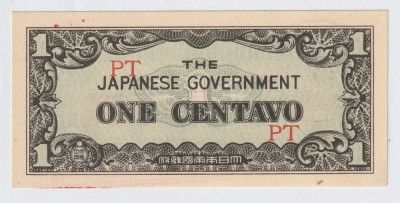 1 1
PT
THE
JAPANESE GOVERNMENT
ONE CENTAVO
PT
1 1
府政國帝本日大